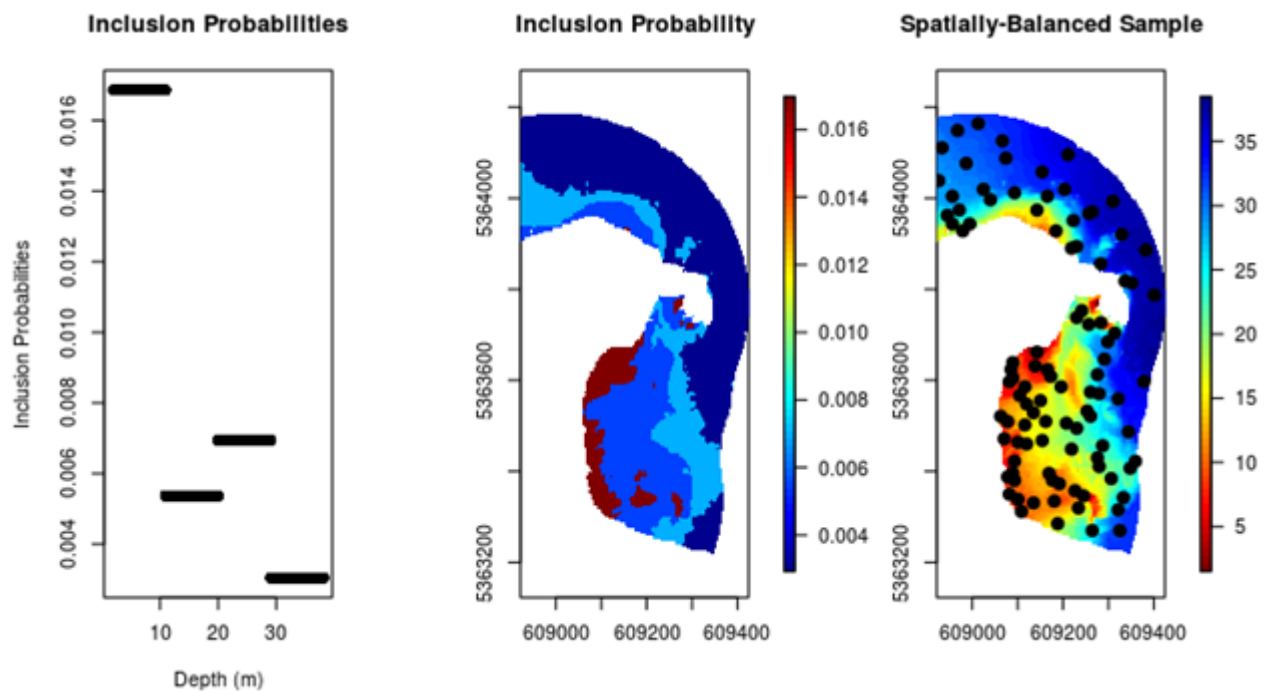 Inclusion Probabilities
Inclusion Probabilities
0.004 0.006 0.008 0.010 0.012 0.014 0.016
10 20 30
Depth (m)
Inclusion Probability
5363200 5363600 5364000
609000 609200 609400
0.016
0.014
0.012
0.010
0.008
0.006
0.004
Spatially-Balanced Sample
5363200 5363600 5364000
609000 609200 609400
35
30
25
20
15
10
5